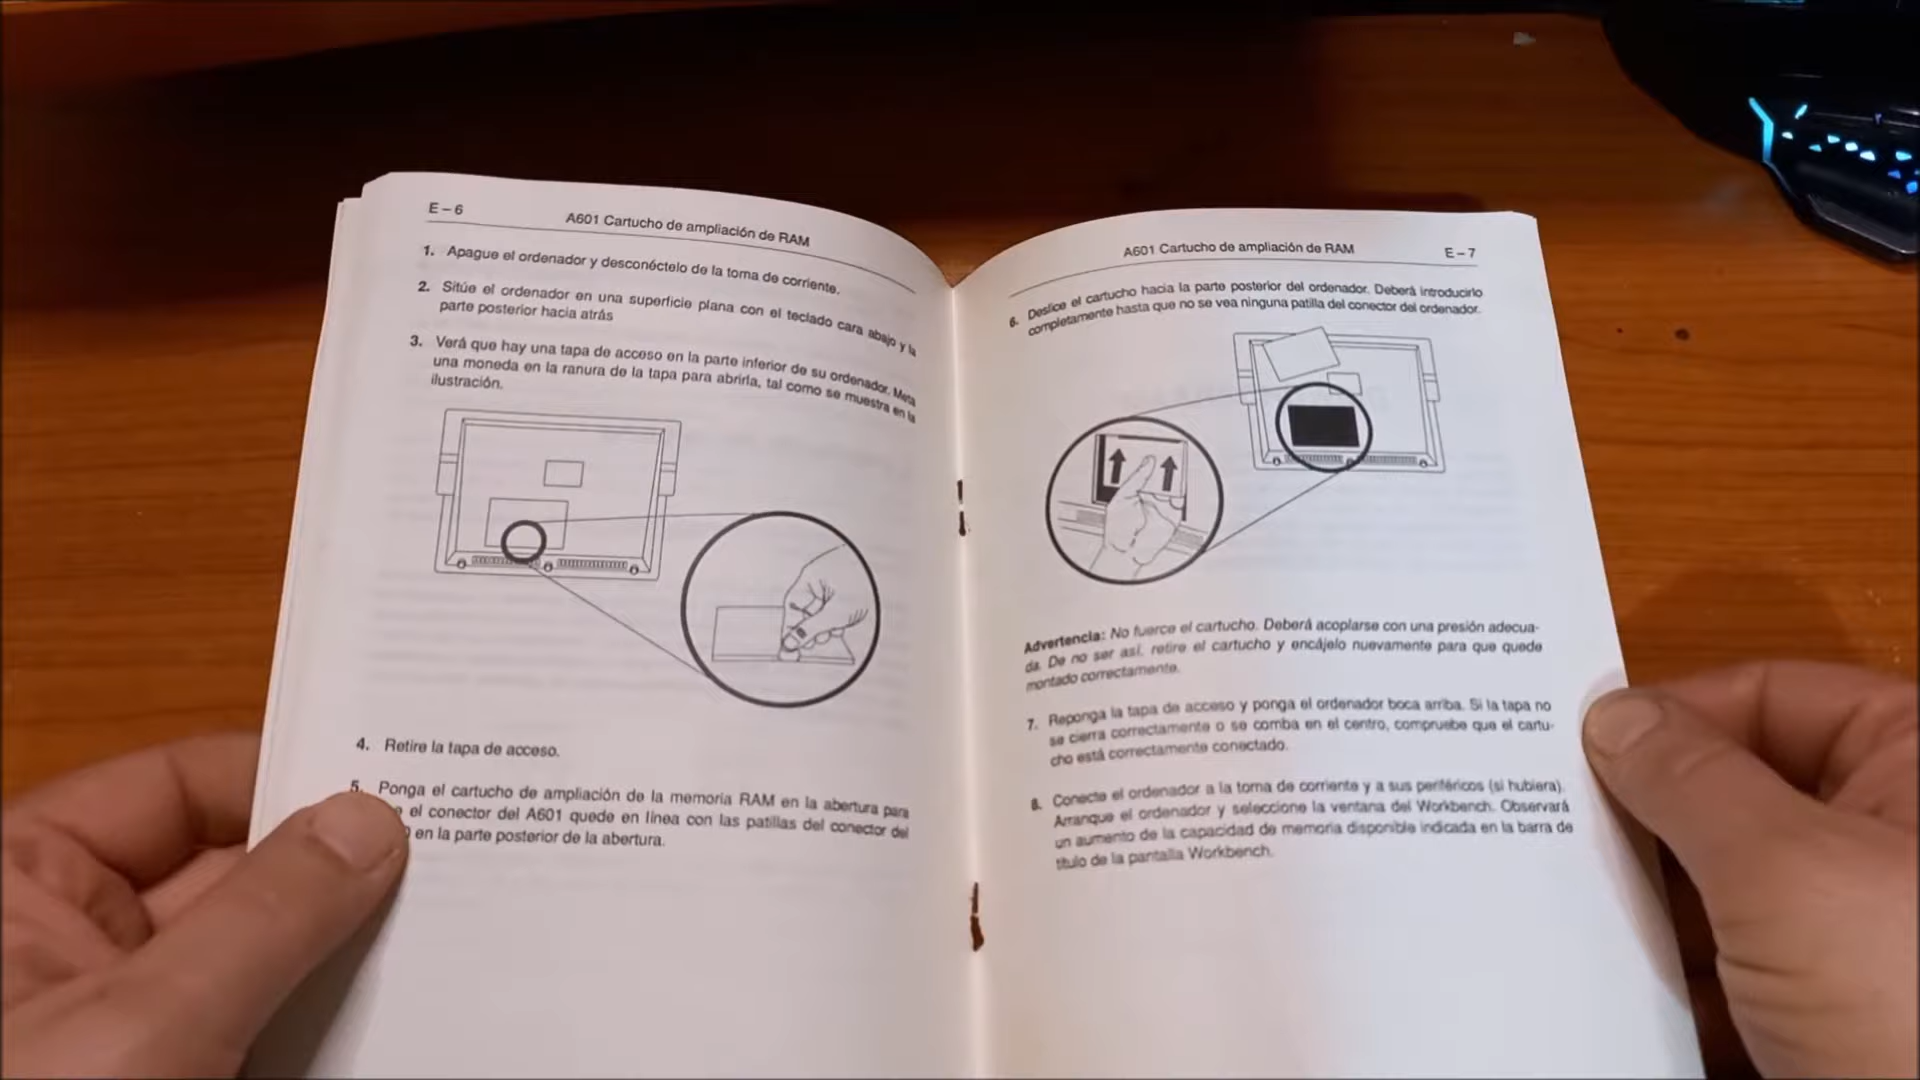 E – 6
A601 Cartucho de ampliación de RAM
1. Apague el ordenador y desconéctelo de la toma de corriente.
2. Sitúe el ordenador en una superficie plana con el teclado cara abajo y la
parte posterior hacia atrás
3. Verá que hay una tapa de acceso en la parte inferior de su ordenador. Meta
una moneda en la ranura de la tapa para abrirla, tal como se muestra en la
ilustración.
4. Retire la tapa de acceso.
5. Ponga el cartucho de ampliación de la memoria RAM en la abertura para
el conector del A601 quede en línea con las patillas del conector del
en la parte posterior de la abertura.
A601 Cartucho de ampliación de RAM
E – 7
6. Deslice el cartucho hacia la parte posterior del ordenador. Deberá introducirlo
completamente hasta que no se vea ninguna patilla del conector del ordenador.
Advertencia: No fuerce el cartucho. Deberá acoplarse con una presión adecua-
da. De no ser así, retire el cartucho y encájelo nuevamente para que quede
montado correctamente.
7. Reponga la tapa de acceso y ponga el ordenador boca arriba. Si la tapa no
se cierra correctamente o se comba en el centro, compruebe que el cartu-
cho está correctamente conectado.
8. Conecte el ordenador a la toma de corriente y a sus periféricos (si hubiera).
Arranque el ordenador y seleccione la ventana del Workbench. Observará
un aumento de la capacidad de memoria disponible indicada en la barra de
título de la pantalla Workbench.